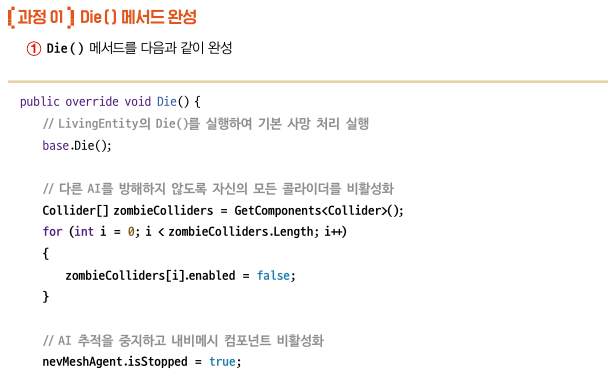 [과정 01] Die() 메서드 완성
① Die() 메서드를 다음과 같이 완성
public override void Die() {
// LivingEntity의 Die()를 실행하여 기본 사망 처리 실행
base.Die();
// 다른 AI를 방해하지 않도록 자신의 모든 콜라이더를 비활성화
Collider[] zombieColliders = GetComponents<Collider>();
for (int i = 0; i < zombieColliders.Length; i++)
{
zombieColliders[i].enabled = false;
}
// AI 추적을 중지하고 내비메시 컴포넌트 비활성화
nevMeshAgent.isStopped = true;